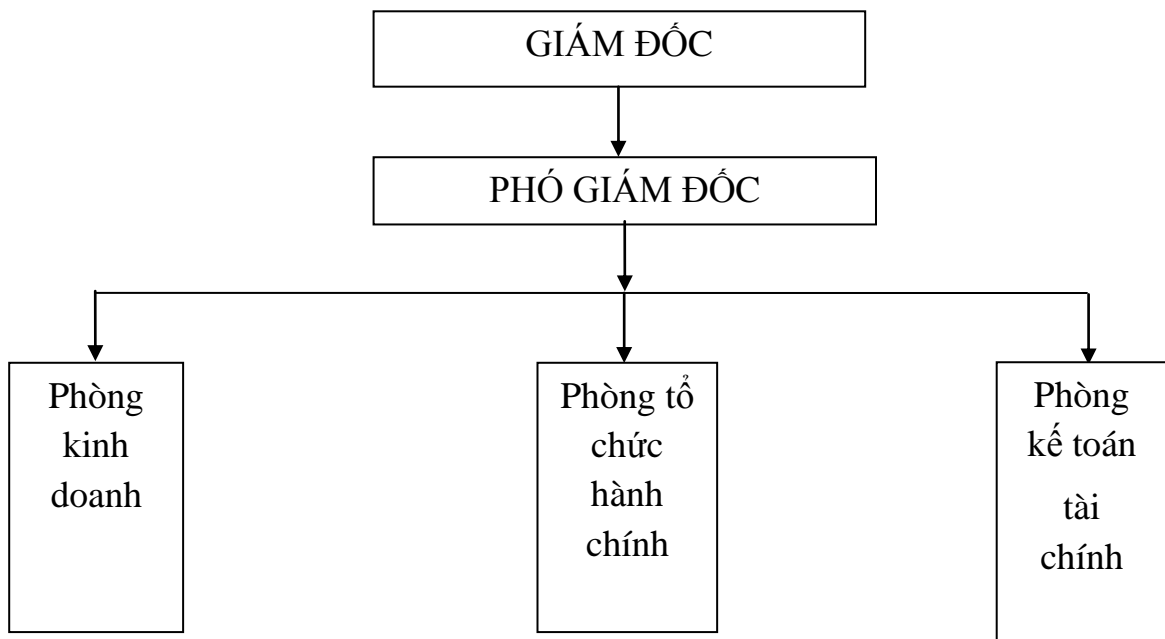 GIÁM ĐỐC
PHÓ GIÁM ĐỐC
Phòng
kinh
doanh
Phòng tổ
chức
hành
chính
Phòng
kế toán
tài
chính